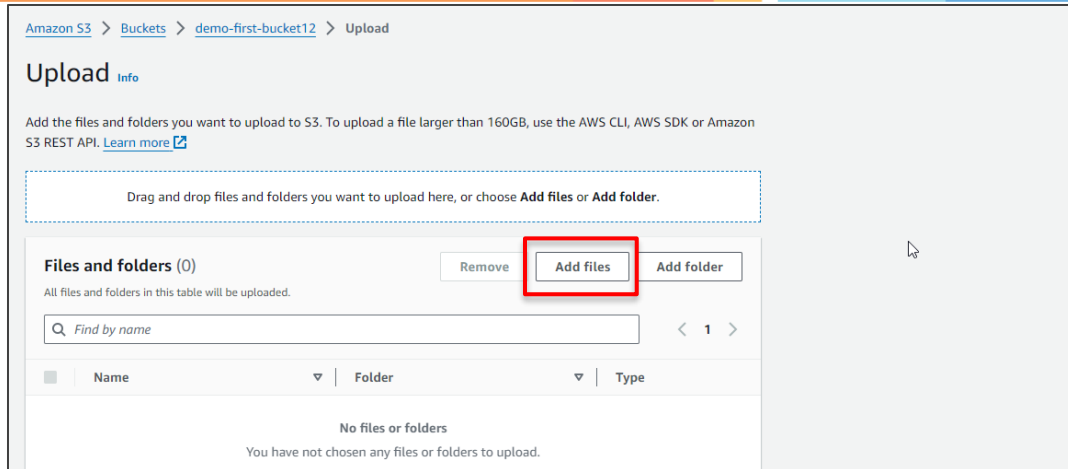 Amazon S3 > Buckets > demo-first-bucket12 > Upload
Upload Info
Add the files and folders you want to upload to S3. To upload a file larger than 160GB, use the AWS CLI, AWS SDK or Amazon
S3 REST API. Learn more
Drag and drop files and folders you want to upload here, or choose Add files or Add folder.
Files and folders (0)
Remove
Add files
Add folder
All files and folders in this table will be uploaded.
Find by name
< 1 >
Name
Folder
Type
No files or folders
You have not chosen any files or folders to upload.